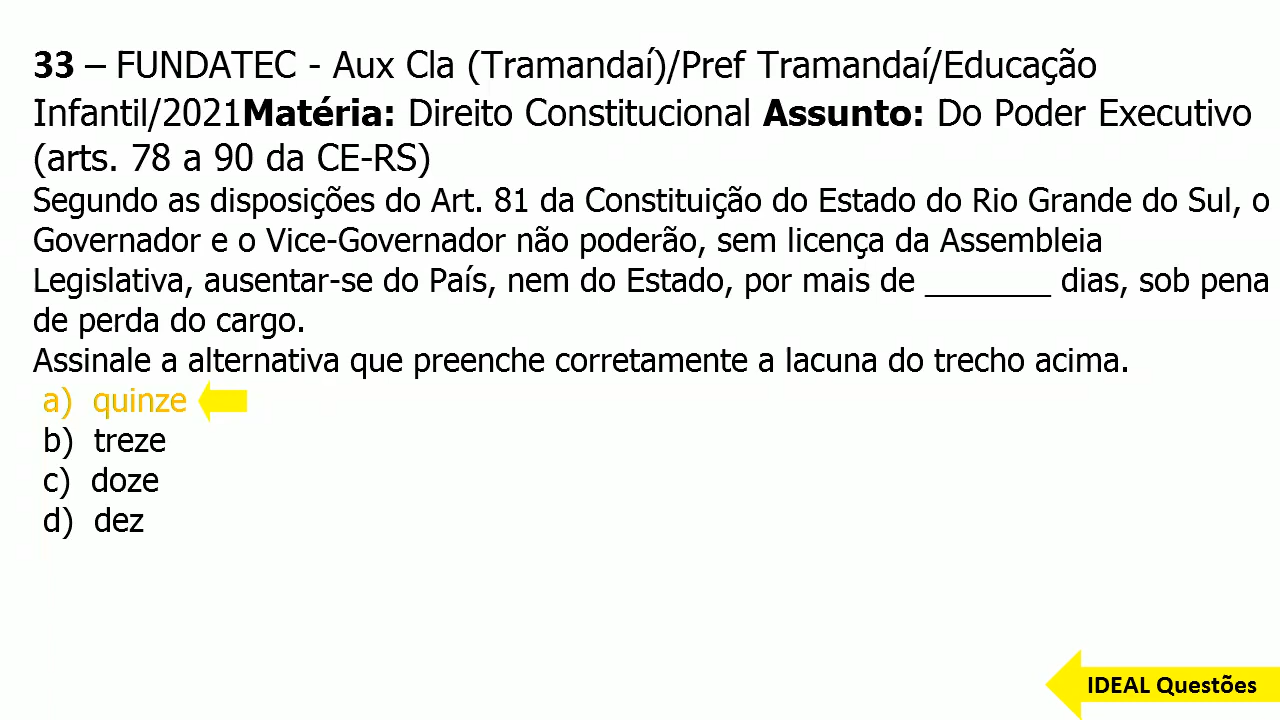 33 – FUNDATEC - Aux Cla (Tramandaí)/Pref Tramandaí/Educação
Infantil/2021Matéria: Direito Constitucional Assunto: Do Poder Executivo
(arts. 78 a 90 da CE-RS)
Segundo as disposições do Art. 81 da Constituição do Estado do Rio Grande do Sul, o
Governador e o Vice-Governador não poderão, sem licença da Assembleia
Legislativa, ausentar-se do País, nem do Estado, por mais de _______ dias, sob pena
de perda do cargo.
Assinale a alternativa que preenche corretamente a lacuna do trecho acima.
a) quinze
b) treze
c) doze
d) dez
IDEAL Questões